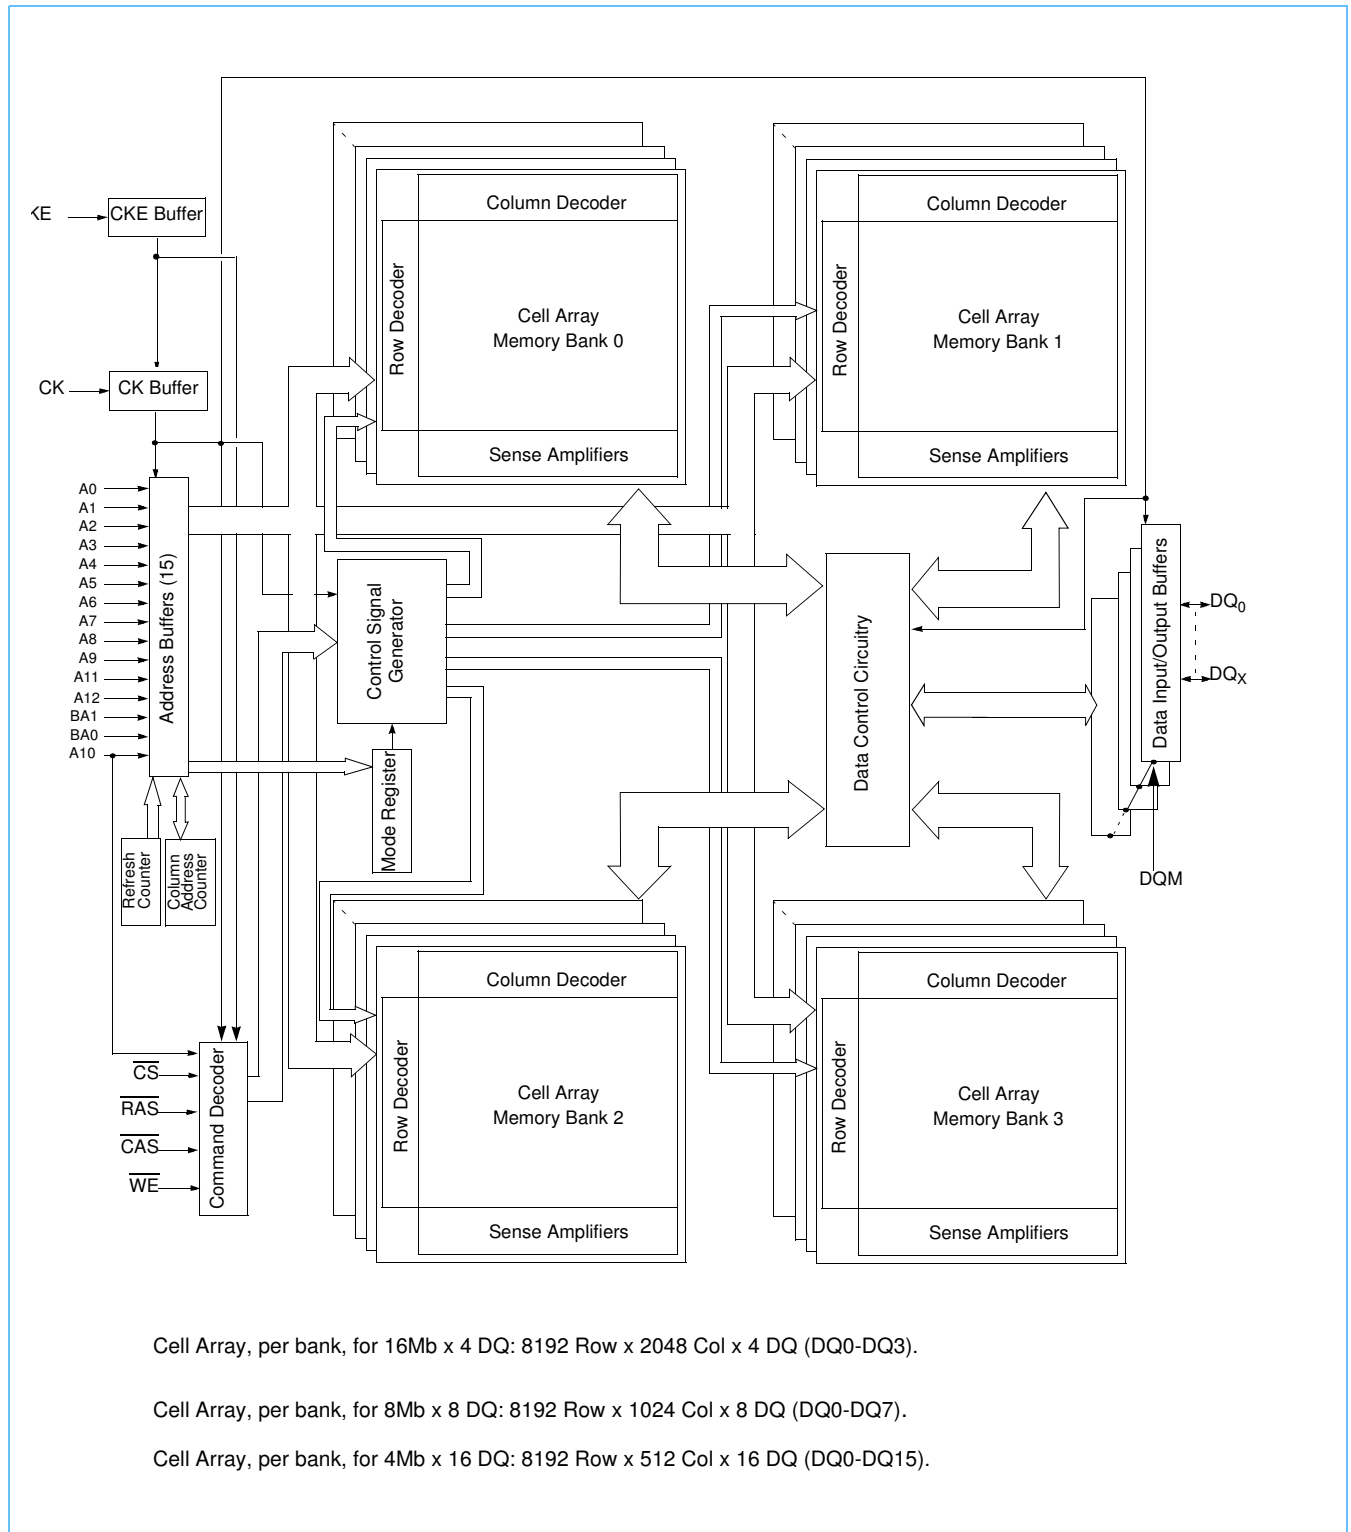 Column Decoder
Row Decoder
Cell Array
Memory Bank 0
Sense Amplifiers
Column Decoder
Row Decoder
Cell Array
Memory Bank 1
Sense Amplifiers
KE
CKE Buffer
CK
CK Buffer
A0
A1
A2
A3
A4
A5
A6
A7
A8
A9
A11
A12
BA1
BA0
A10
Address Buffers (15)
Control Signal
Generator
Mode Register
Refresh
Counter
Column
Address
Counter
Data Control Circuitry
Data Input/Output Buffers
DQ0
DQX
DQM
CS
RAS
CAS
WE
Command Decoder
Column Decoder
Row Decoder
Cell Array
Memory Bank 2
Sense Amplifiers
Column Decoder
Row Decoder
Cell Array
Memory Bank 3
Sense Amplifiers
Cell Array, per bank, for 16Mb x 4 DQ: 8192 Row x 2048 Col x 4 DQ (DQ0-DQ3).
Cell Array, per bank, for 8Mb x 8 DQ: 8192 Row x 1024 Col x 8 DQ (DQ0-DQ7).
Cell Array, per bank, for 4Mb x 16 DQ: 8192 Row x 512 Col x 16 DQ (DQ0-DQ15).